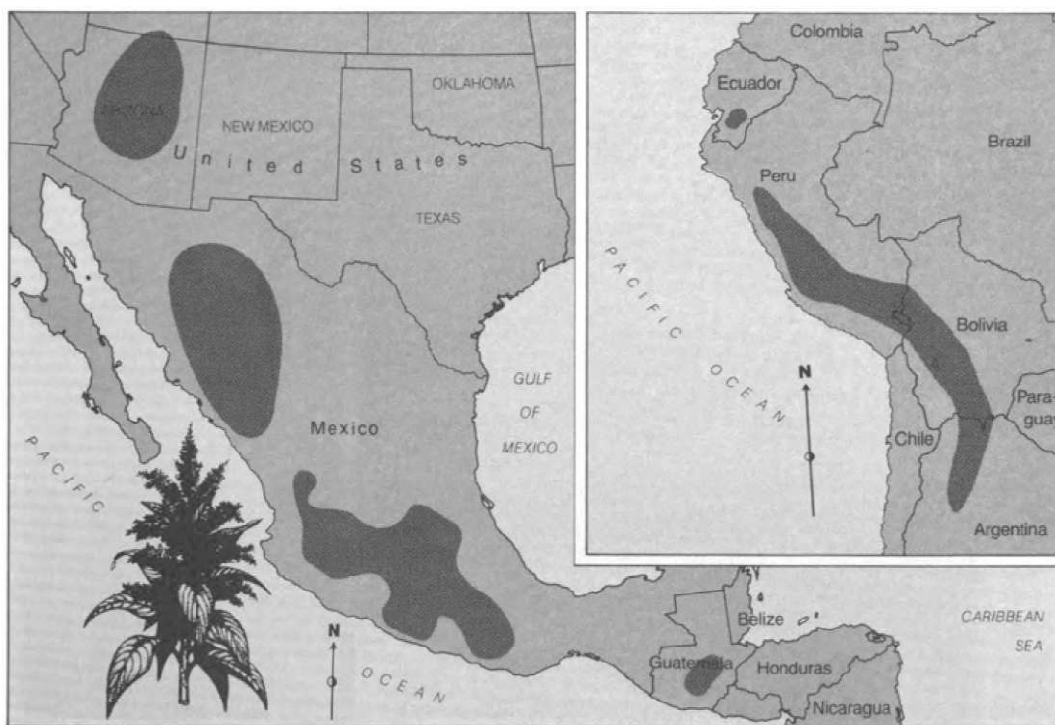 ARIZONA
NEW MEXICO
OKLAHOMA
United States
TEXAS
Mexico
GULF
OF
MEXICO
PACIFIC
OCEAN
N
Guatemala
Belize
Honduras
Nicaragua
CARIBBEAN
SEA
Colombia
Ecuador
Brazil
Peru
PACIFIC
OCEAN
Bolivia
N
Para-
guay
Chile
Argentina